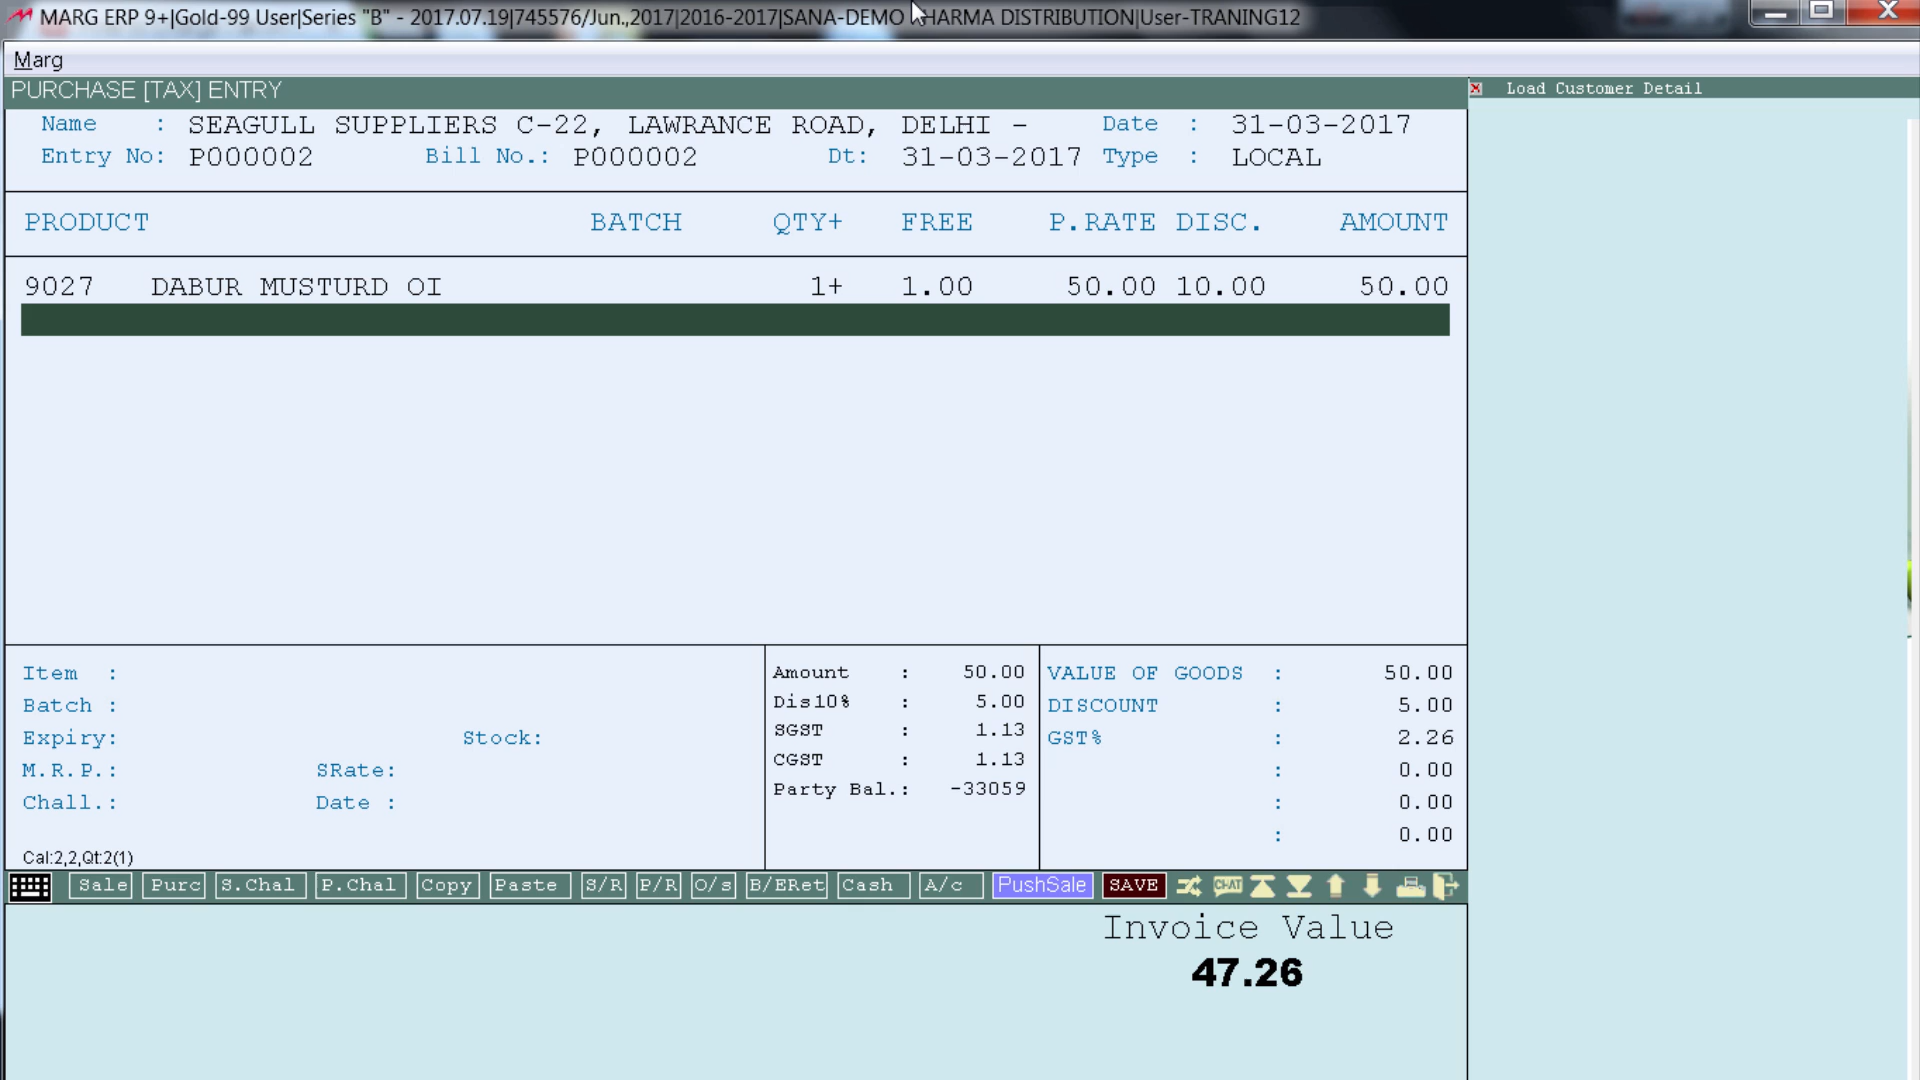 MARG ERP 9+|Gold-99 User|Series "B" - 2017.07.19|745576/Jun.,2017|2016-2017|SANA-DEMO PHARMA DISTRIBUTION|User-TRANING12
Marg
PURCHASE [TAX] ENTRY
Load Customer Detail
Name : SEAGULL SUPPLIERS C-22, LAWRANCE ROAD, DELHI - Date : 31-03-2017
Entry No: P000002 Bill No.: P000002 Dt: 31-03-2017 Type : LOCAL
PRODUCT BATCH QTY+ FREE P.RATE DISC. AMOUNT
9027 DABUR MUSTURD OI 1+ 1.00 50.00 10.00 50.00
Item :
Batch :
Expiry: Stock:
M.R.P.: SRate:
Chall.: Date :
Cal:2,2,Qt:2(1)
Amount : 50.00
Dis10% : 5.00
SGST : 1.13
CGST : 1.13
Party Bal.: -33059
VALUE OF GOODS : 50.00
DISCOUNT : 5.00
GST% : 2.26
: 0.00
: 0.00
: 0.00
Sale Purc S.Chal P.Chal Copy Paste S/R P/R O/s B/ERet Cash A/c PushSale SAVE CHAT
Invoice Value
47.26